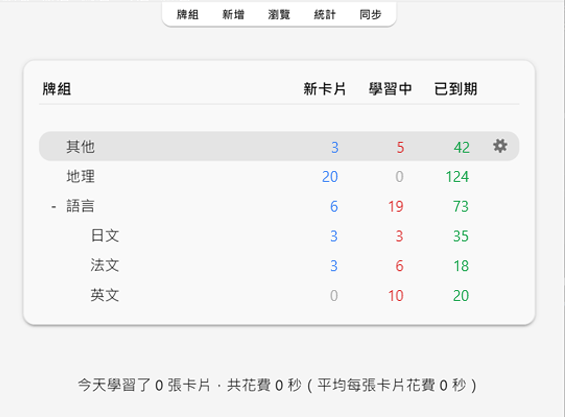 牌組 新增 瀏覽 統計 同步
牌組 新卡片 學習中 已到期
其他 3 5 42
地理 20 0 124
- 語言 6 19 73
日文 3 3 35
法文 3 6 18
英文 0 10 20
今天學習了 0 張卡片，共花費 0 秒 ( 平均每張卡片花費 0 秒 )